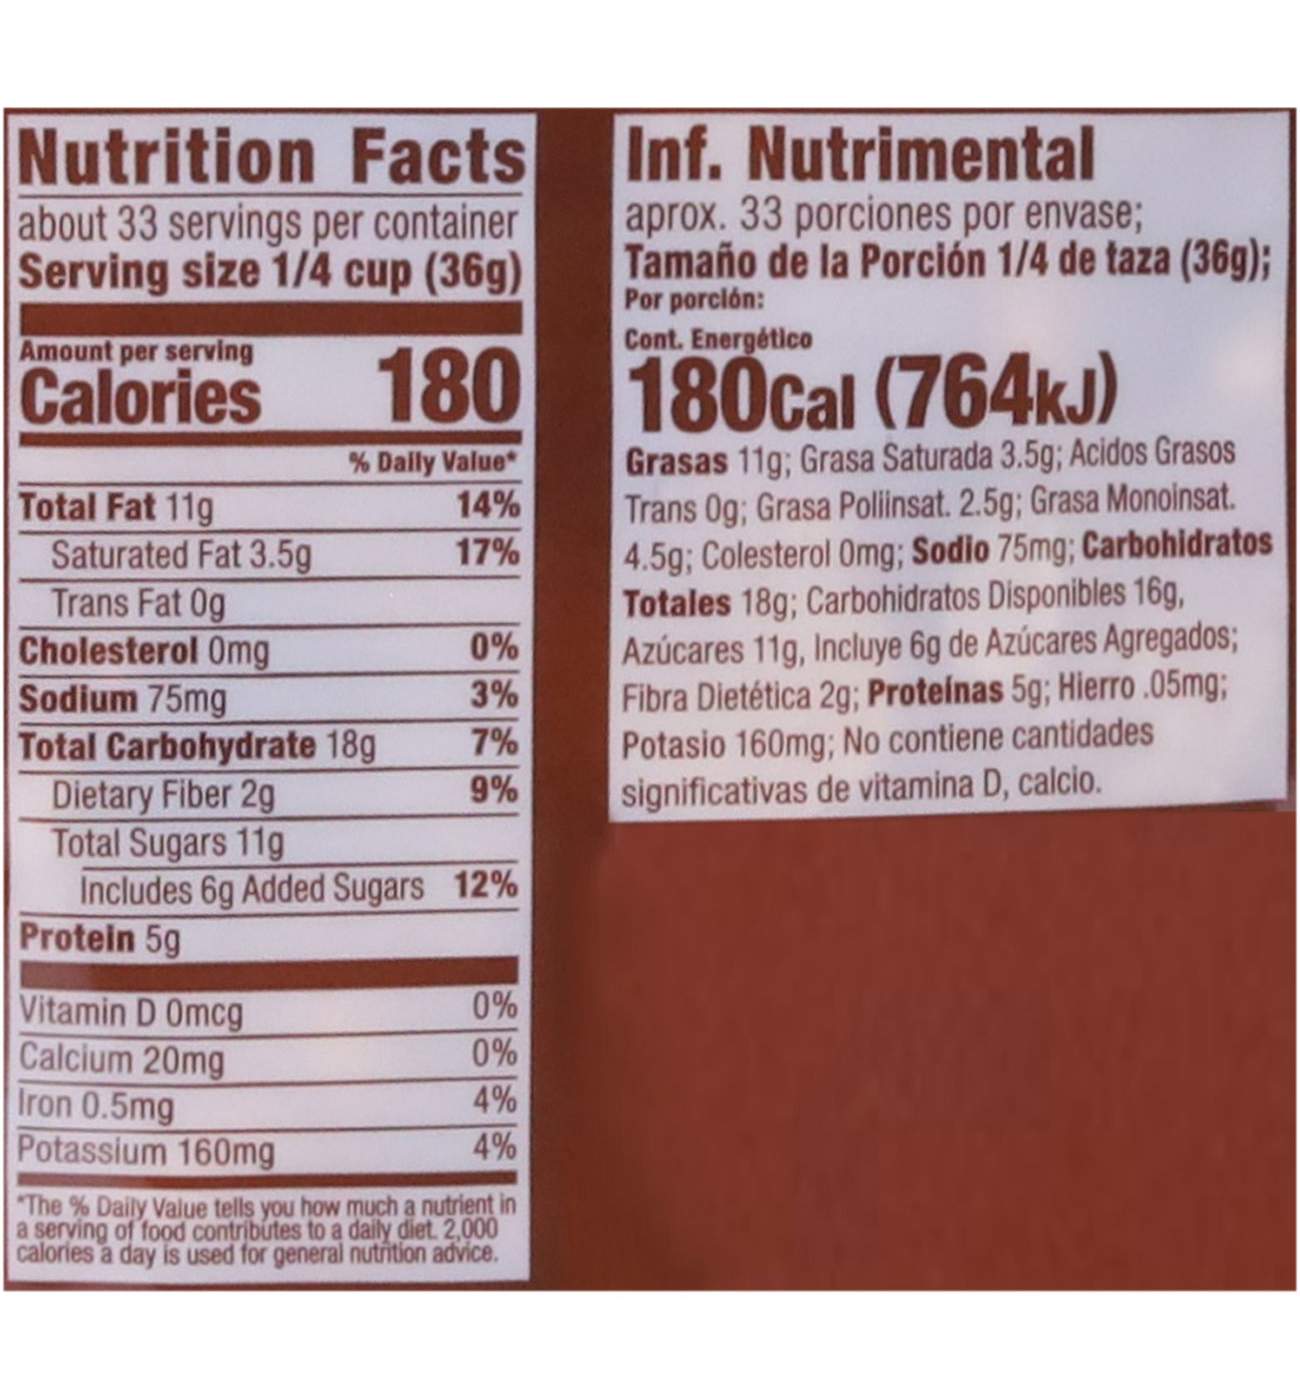 Nutrition Facts
about 33 servings per container
Serving size 1/4 cup (36g)
Amount per serving
Calories 180
% Daily Value*
Total Fat 11g 14%
Saturated Fat 3.5g 17%
Trans Fat 0g
Cholesterol 0mg 0%
Sodium 75mg 3%
Total Carbohydrate 18g 7%
Dietary Fiber 2g 9%
Total Sugars 11g
Includes 6g Added Sugars 12%
Protein 5g
Vitamin D 0mcg 0%
Calcium 20mg 0%
Iron 0.5mg 4%
Potassium 160mg 4%
*The % Daily Value tells you how much a nutrient in
a serving of food contributes to a daily diet. 2,000
calories a day is used for general nutrition advice.
Inf. Nutrimental
aprox. 33 porciones por envase;
Tamaño de la Porción 1/4 de taza (36g);
Por porción:
Cont. Energético
180Cal (764kJ)
Grasas 11g; Grasa Saturada 3.5g; Acidos Grasos
Trans 0g; Grasa Poliinsat. 2.5g; Grasa Monoinsat.
4.5g; Colesterol 0mg; Sodio 75mg; Carbohidratos
Totales 18g; Carbohidratos Disponibles 16g,
Azúcares 11g, Incluye 6g de Azúcares Agregados;
Fibra Dietética 2g; Proteínas 5g; Hierro .05mg;
Potasio 160mg; No contiene cantidades
significativas de vitamina D, calcio.